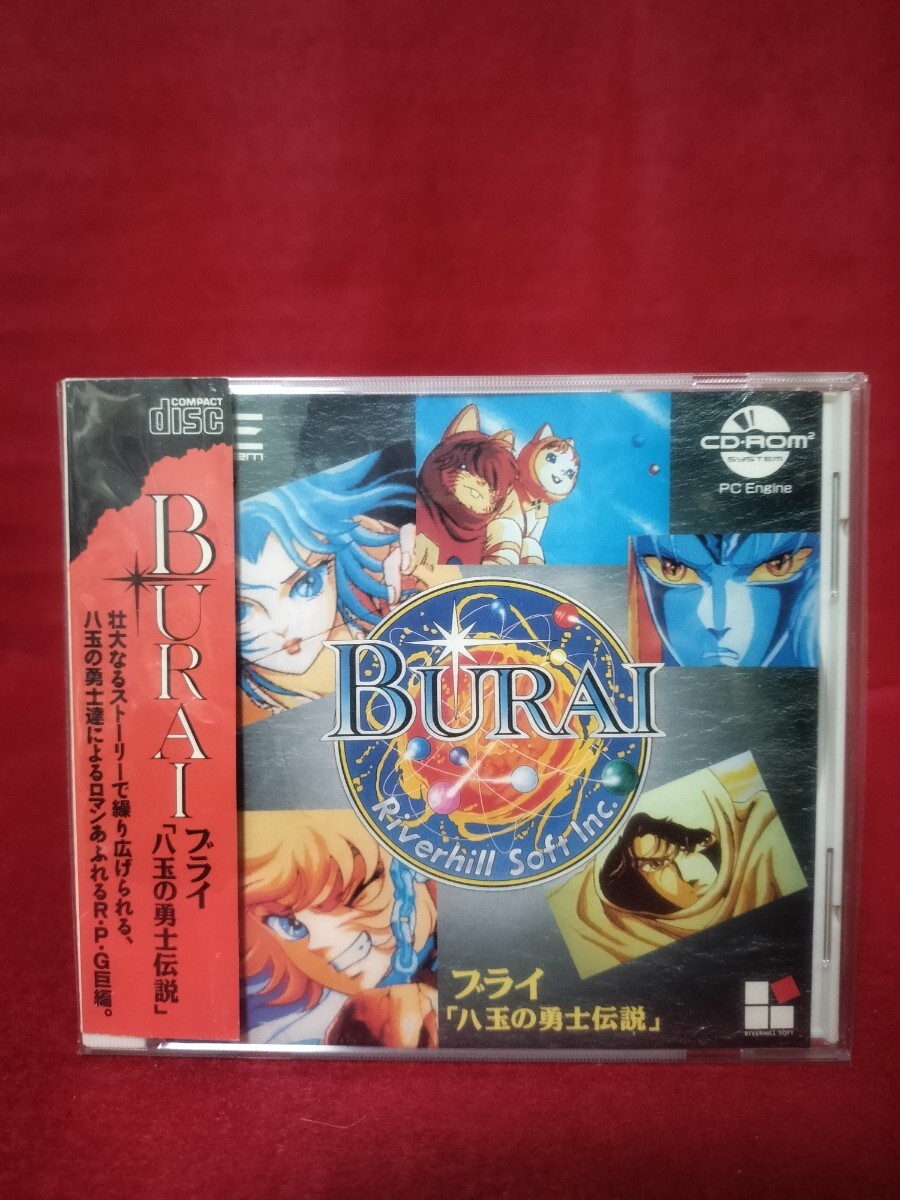 COMPACT
disc
BURAI
ブライ
「八玉の勇士伝説」
壮大なるストーリーで繰り広げられる、
八玉の勇士達によるロマンあふれるR・P・G巨編。
CD-ROM²
SYSTEM
PC Engine
BURAI
Riverhill Soft Inc.
ブライ
「八玉の勇士伝説」
RIVERHILL SOFT